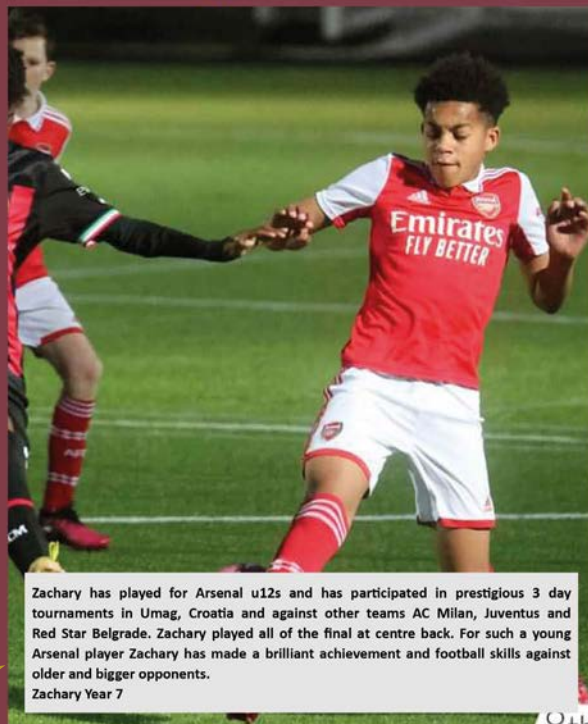 Emirates
FLY BETTER
Zachary has played for Arsenal u12s and has participated in prestigious 3 day
tournaments in Umag, Croatia and against other teams AC Milan, Juventus and
Red Star Belgrade. Zachary played all of the final at centre back. For such a young
Arsenal player Zachary has made a brilliant achievement and football skills against
older and bigger opponents.
Zachary Year 7